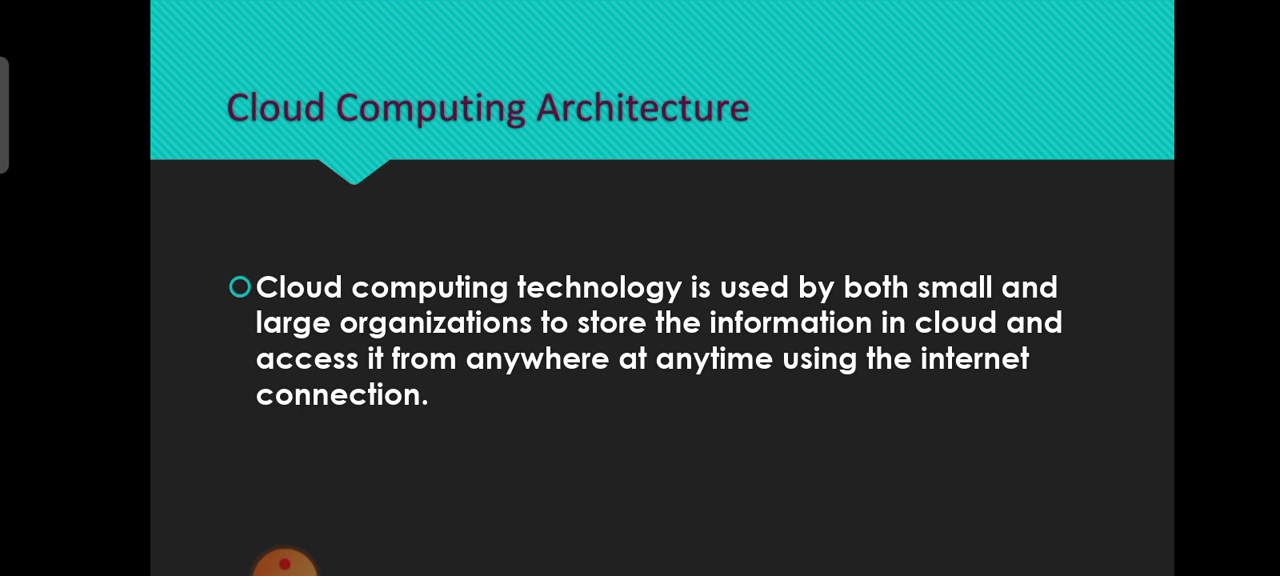 Cloud Computing Architecture
Cloud computing technology is used by both small and
large organizations to store the information in cloud and
access it from anywhere at anytime using the internet
connection.